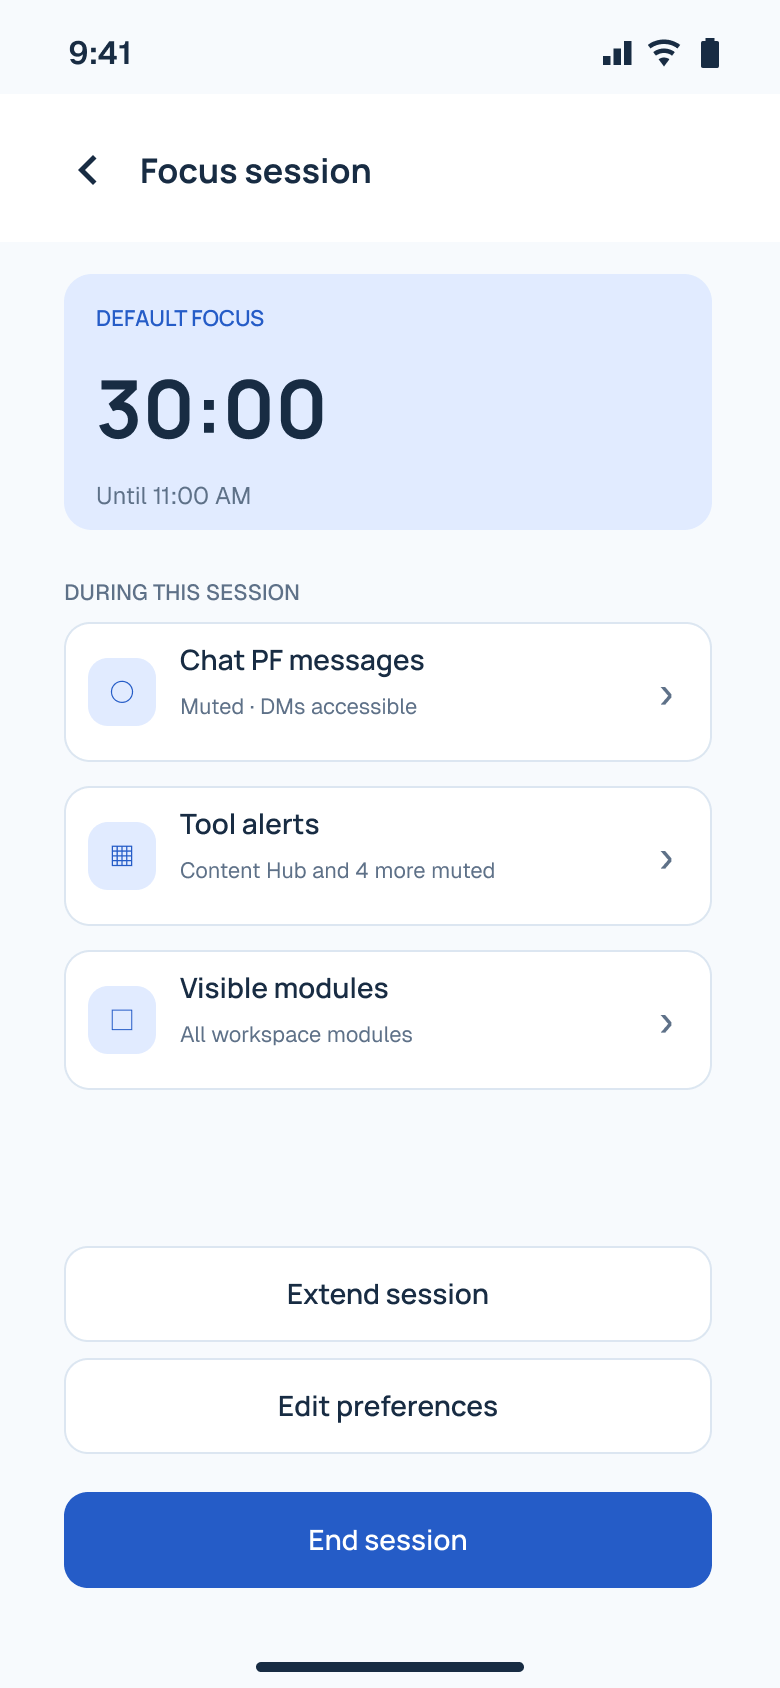 9:41
Focus session
DEFAULT FOCUS
30:00
Until 11:00 AM
DURING THIS SESSION
Chat PF messages
Muted · DMs accessible
Tool alerts
Content Hub and 4 more muted
Visible modules
All workspace modules
Extend session
Edit preferences
End session